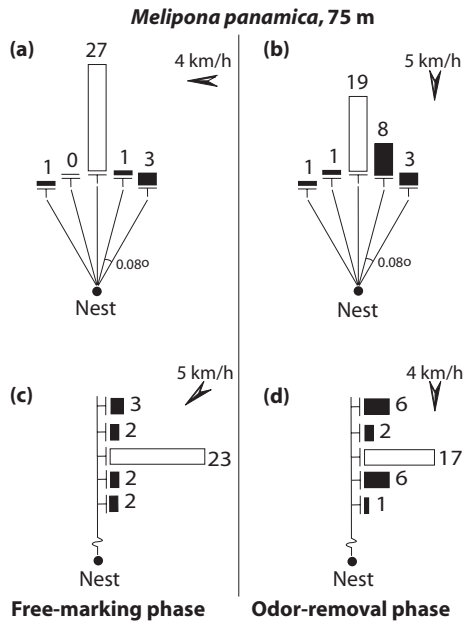 Melipona panamica, 75 m
(a)
27
4 km/h
1
0
1
3
0.08o
Nest
(b)
19
5 km/h
1
1
8
3
0.08o
Nest
(c)
5 km/h
3
2
23
2
2
Nest
Free-marking phase
(d)
4 km/h
6
2
17
6
1
Nest
Odor-removal phase